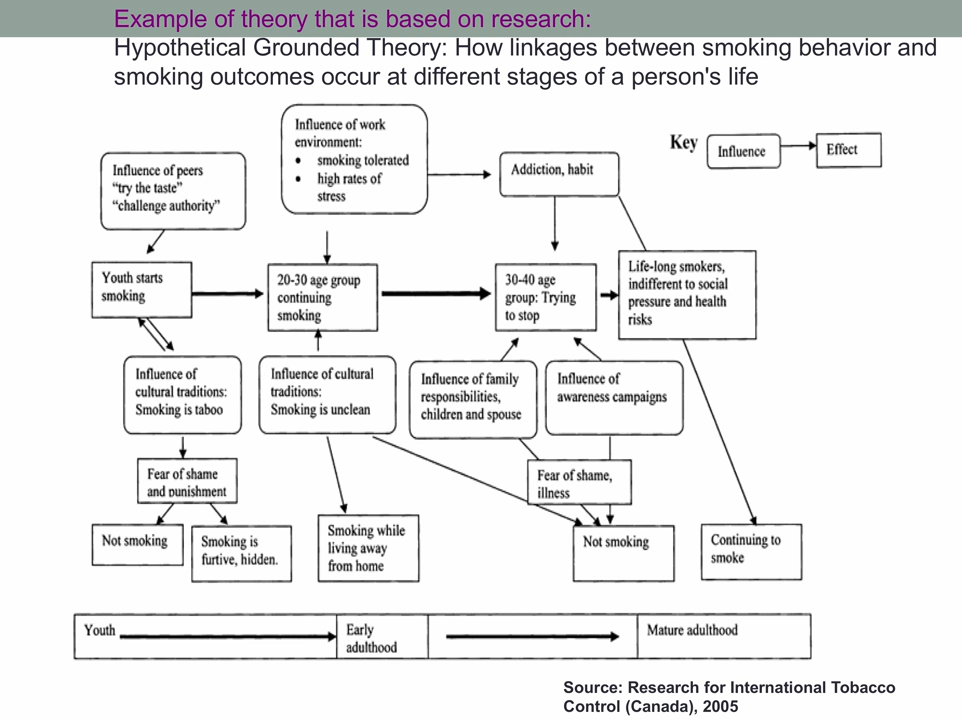 Example of theory that is based on research:
Hypothetical Grounded Theory: How linkages between smoking behavior and
smoking outcomes occur at different stages of a person's life
Influence of work
environment:
• smoking tolerated
• high rates of
stress
Key
Influence
Effect
Influence of peers
“try the taste”
“challenge authority”
Addiction, habit
Youth starts
smoking
20-30 age group
continuing
smoking
30-40 age
group: Trying
to stop
Life-long smokers,
indifferent to social
pressure and health
risks
Influence of
cultural traditions:
Smoking is taboo
Influence of cultural
traditions:
Smoking is unclean
Influence of family
responsibilities,
children and spouse
Influence of
awareness campaigns
Fear of shame
and punishment
Fear of shame,
illness
Not smoking
Smoking is
furtive, hidden.
Smoking while
living away
from home
Not smoking
Continuing to
smoke
Youth
Early
adulthood
Mature adulthood
Source: Research for International Tobacco
Control (Canada), 2005